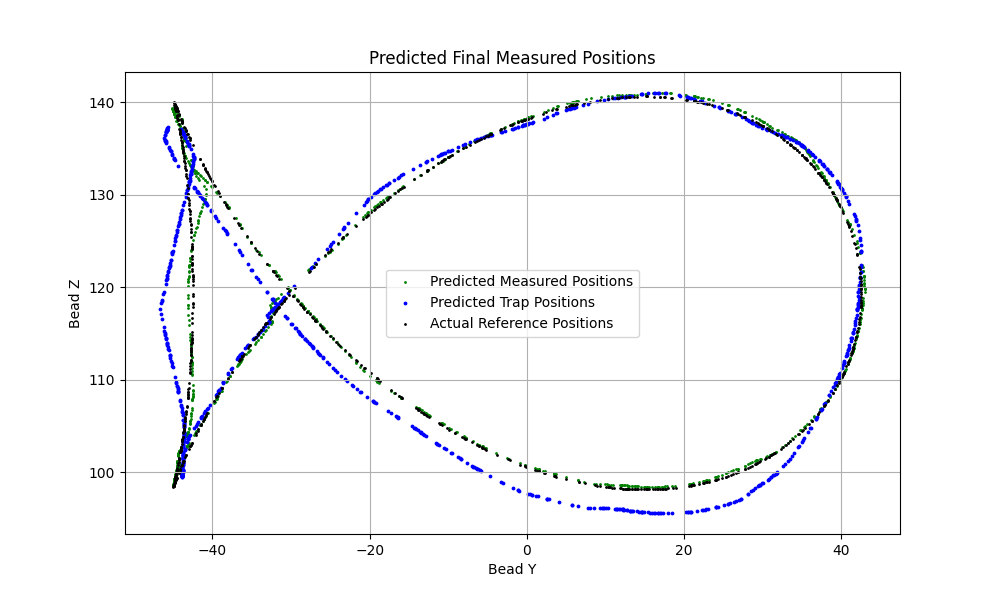 Predicted Final Measured Positions
140
130
120
110
100
Bead Z
Predicted Measured Positions
Predicted Trap Positions
Actual Reference Positions
−40
−20
0
20
40
Bead Y